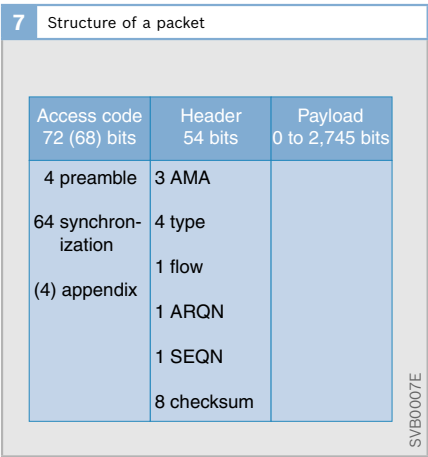 7 Structure of a packet
Access code
72 (68) bits
Header
54 bits
Payload
0 to 2,745 bits
4 preamble
64 synchron-
ization
(4) appendix
3 AMA
4 type
1 flow
1 ARQN
1 SEQN
8 checksum
SVB0007E